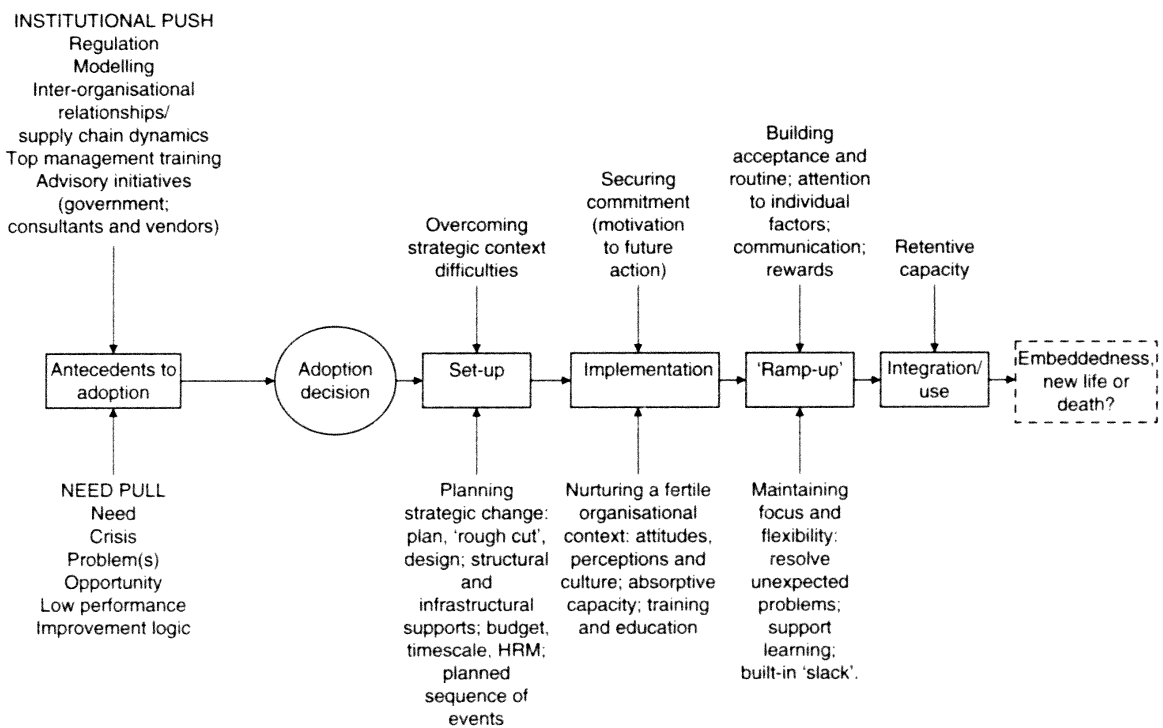 INSTITUTIONAL PUSH
Regulation
Modelling
Inter-organisational
relationships/
supply chain dynamics
Top management training
Advisory initiatives
(government;
consultants and vendors)
Overcoming
strategic context
difficulties
Securing
commitment
(motivation
to future
action)
Building
acceptance and
routine; attention
to individual
factors;
communication;
rewards
Retentive
capacity
Antecedents to
adoption
Adoption
decision
Set-up
Implementation
'Ramp-up'
Integration/
use
Embeddedness,
new life or
death?
NEED PULL
Need
Crisis
Problem(s)
Opportunity
Low performance
Improvement logic
Planning
strategic change:
plan, 'rough cut',
design; structural
and
infrastructural
supports; budget,
timescale, HRM;
planned
sequence of
events
Nurturing a fertile
organisational
context: attitudes,
perceptions and
culture; absorptive
capacity; training
and education
Maintaining
focus and
flexibility:
resolve
unexpected
problems;
support
learning;
built-in 'slack'.